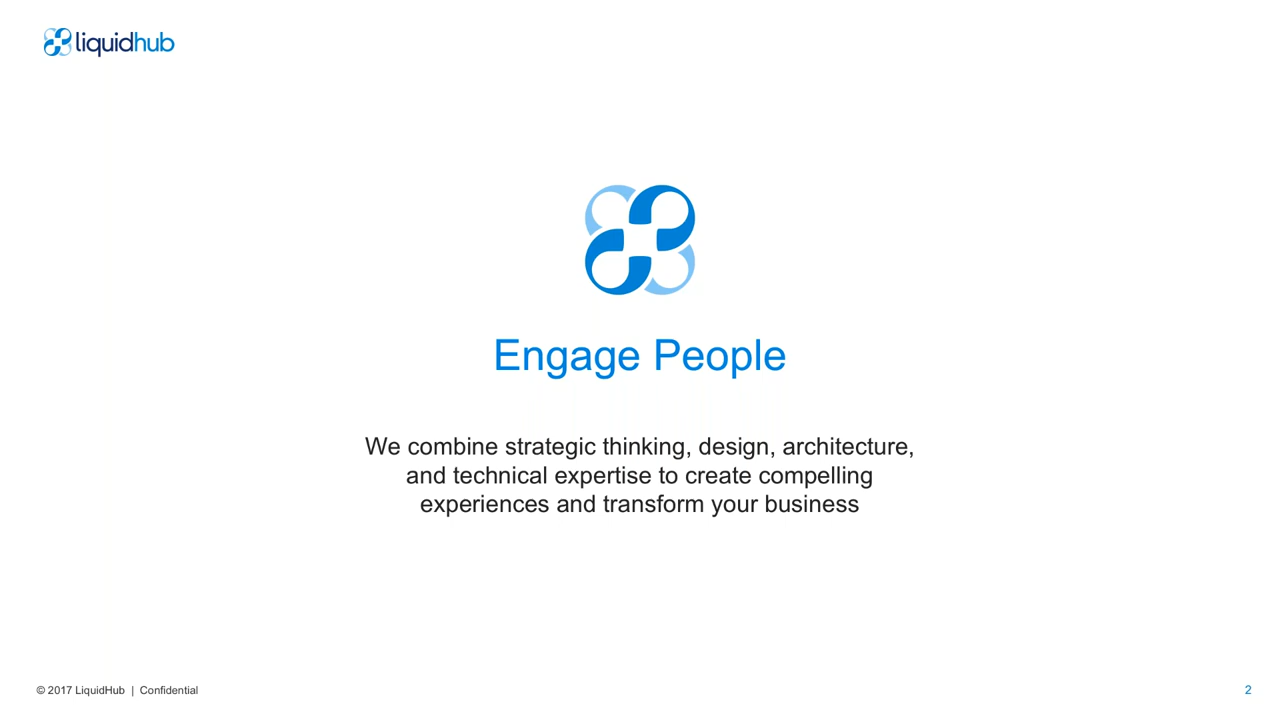 liquidhub
Engage People
We combine strategic thinking, design, architecture,
and technical expertise to create compelling
experiences and transform your business
© 2017 LiquidHub | Confidential
2